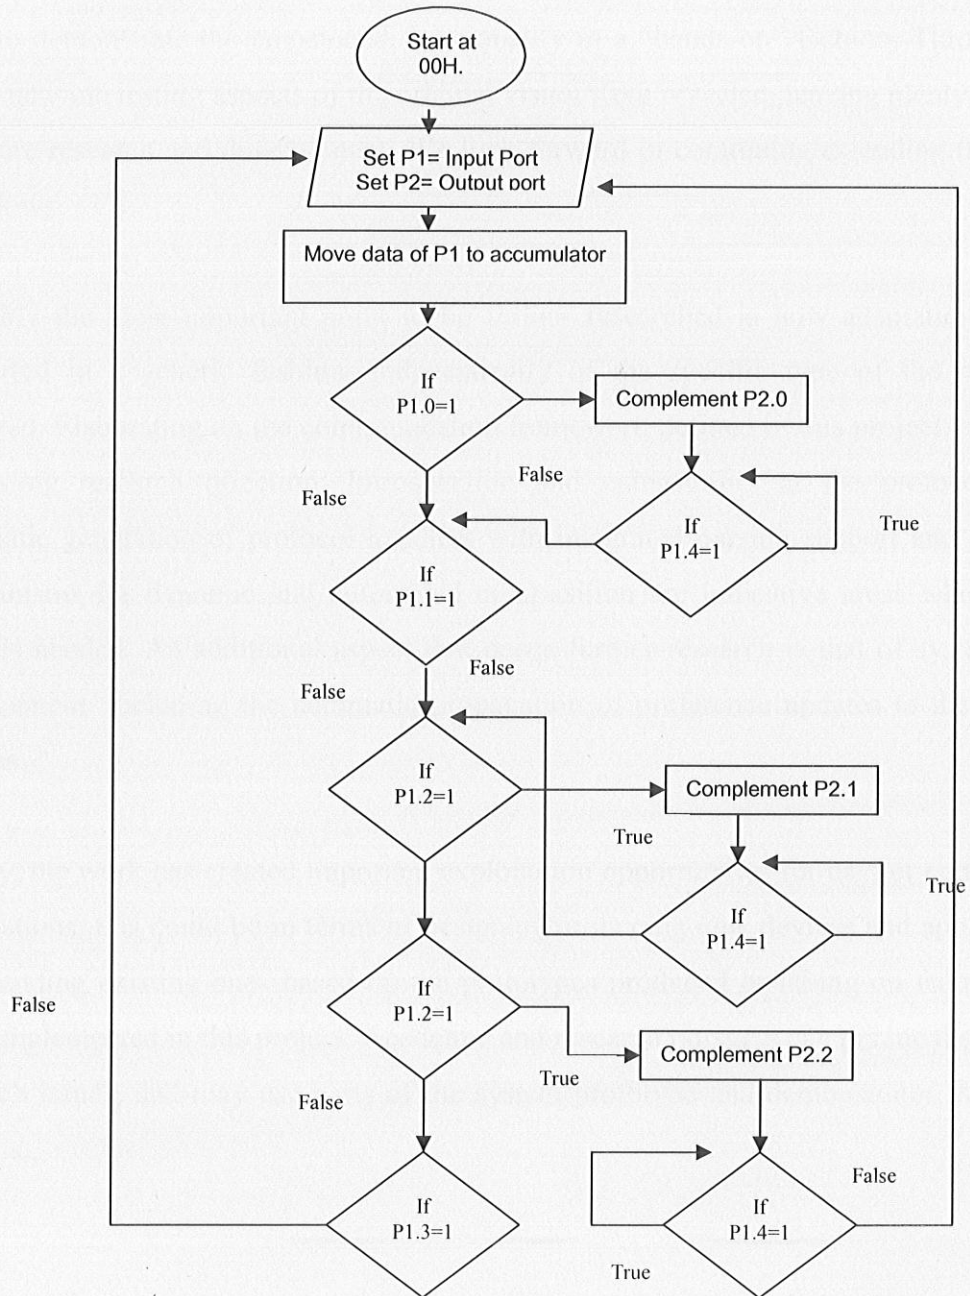 Start at
00H.
Set P1= Input Port
Set P2= Output port
Move data of P1 to accumulator
If
P1.0=1
Complement P2.0
False
False
If
P1.4=1
True
If
P1.1=1
False
False
If
P1.2=1
Complement P2.1
True
If
P1.4=1
True
If
P1.2=1
False
Complement P2.2
True
False
If
P1.3=1
If
P1.4=1
False
True